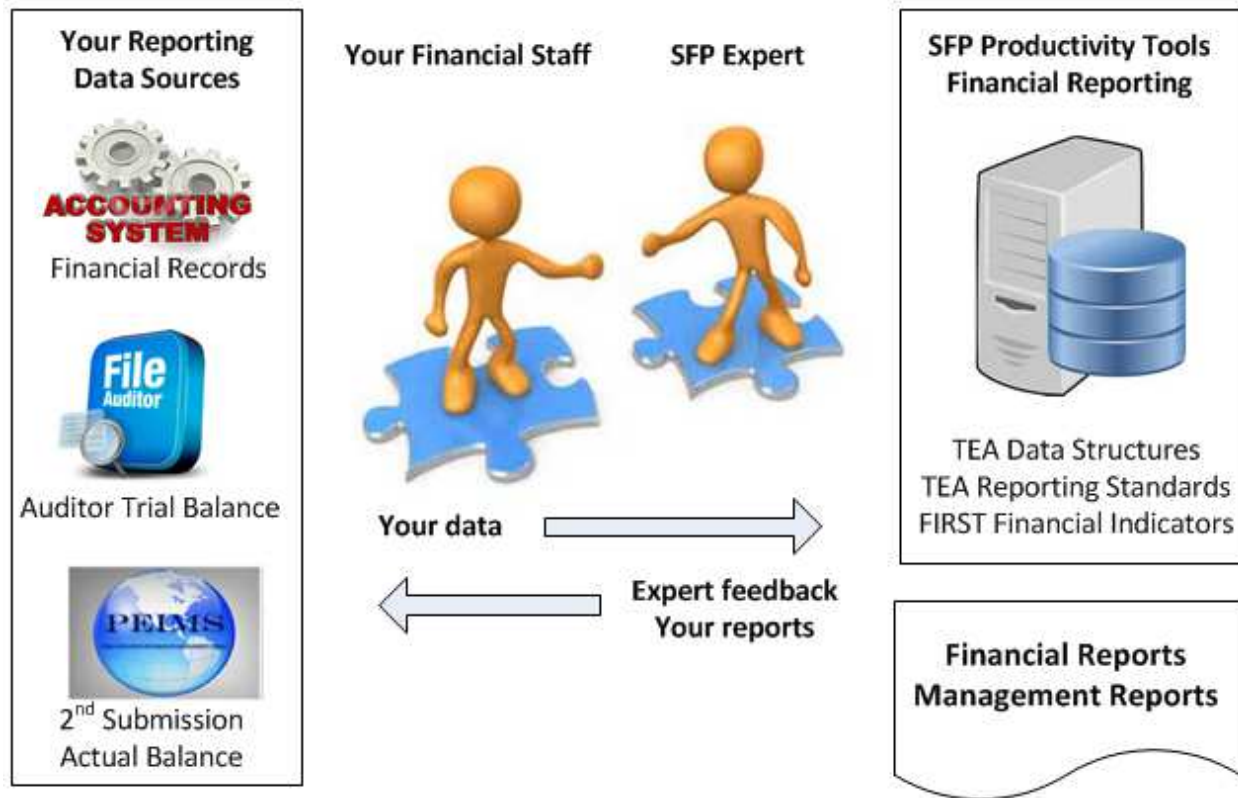 Your Reporting
Data Sources
ACCOUNTING
SYSTEM
Financial Records
File
Auditor
Auditor Trial Balance
PEIMS
2nd Submission
Actual Balance
Your Financial Staff
SFP Expert
Your data
Expert feedback
Your reports
SFP Productivity Tools
Financial Reporting
TEA Data Structures
TEA Reporting Standards
FIRST Financial Indicators
Financial Reports
Management Reports